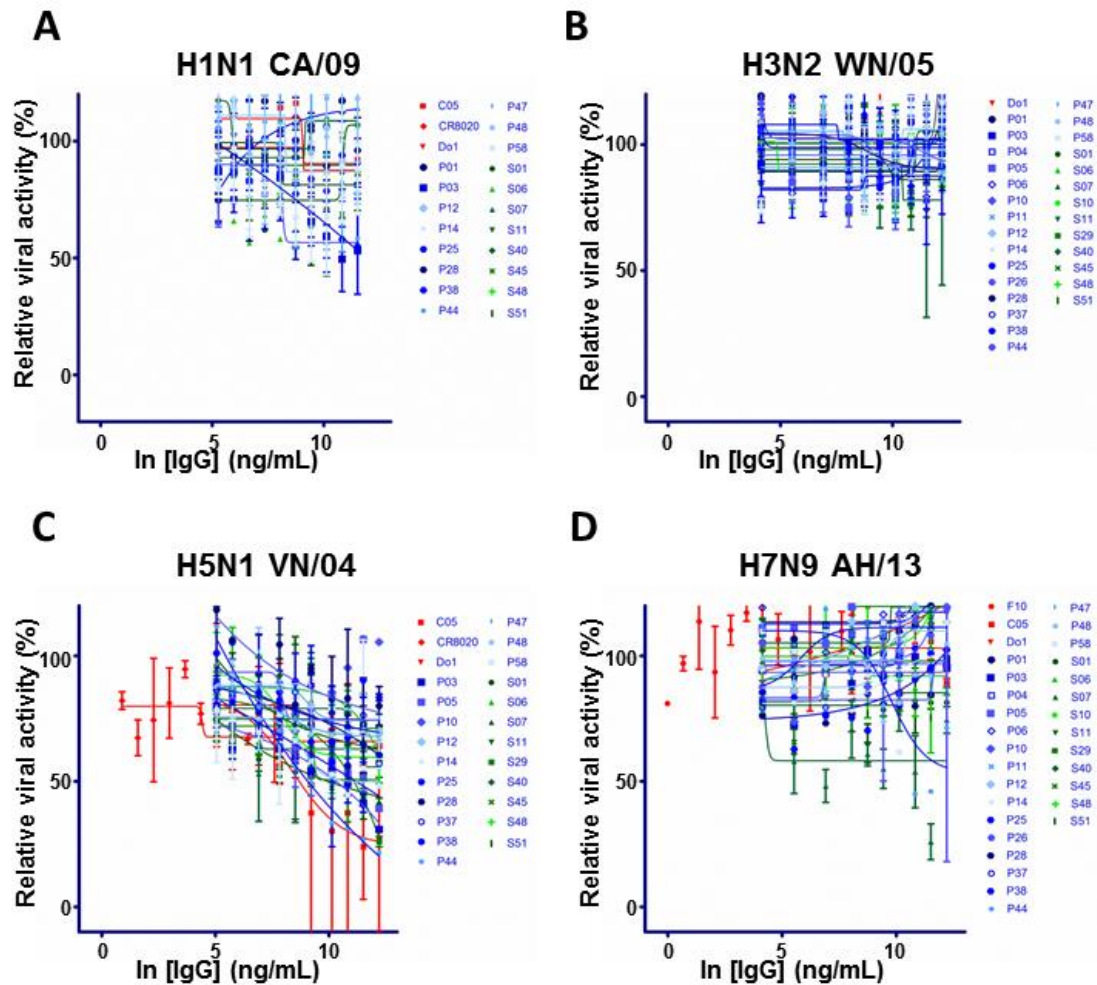 A
H1N1 CA/09
Relative viral activity (%)
100
50
0
0 5 10
ln [IgG] (ng/mL)
C05
CR8020
Do1
P01
P03
P12
P14
P25
P28
P38
P44
P47
P48
P58
S01
S06
S07
S11
S40
S45
S48
S51
B
H3N2 WN/05
Relative viral activity (%)
100
50
0
0 5 10
ln [IgG] (ng/mL)
Do1
P01
P03
P04
P05
P06
P10
P11
P12
P14
P25
P26
P28
P37
P38
P44
P47
P48
P58
S01
S06
S07
S10
S11
S29
S40
S45
S48
S51
C
H5N1 VN/04
Relative viral activity (%)
100
50
0
0 5 10
ln [IgG] (ng/mL)
C05
CR8020
Do1
P03
P05
P10
P12
P14
P25
P28
P37
P38
P44
P47
P48
P58
S01
S06
S07
S11
S29
S40
S45
S48
S51
D
H7N9 AH/13
Relative viral activity (%)
100
50
0
0 5 10
ln [IgG] (ng/mL)
F10
C05
Do1
P01
P03
P04
P05
P06
P10
P11
P12
P14
P25
P26
P28
P37
P38
P44
P47
P48
P58
S01
S06
S07
S10
S11
S29
S40
S45
S48
S51